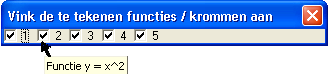 Vink de te tekenen functies / krommen aan
1 2 3 4 5
Functie y = x^2